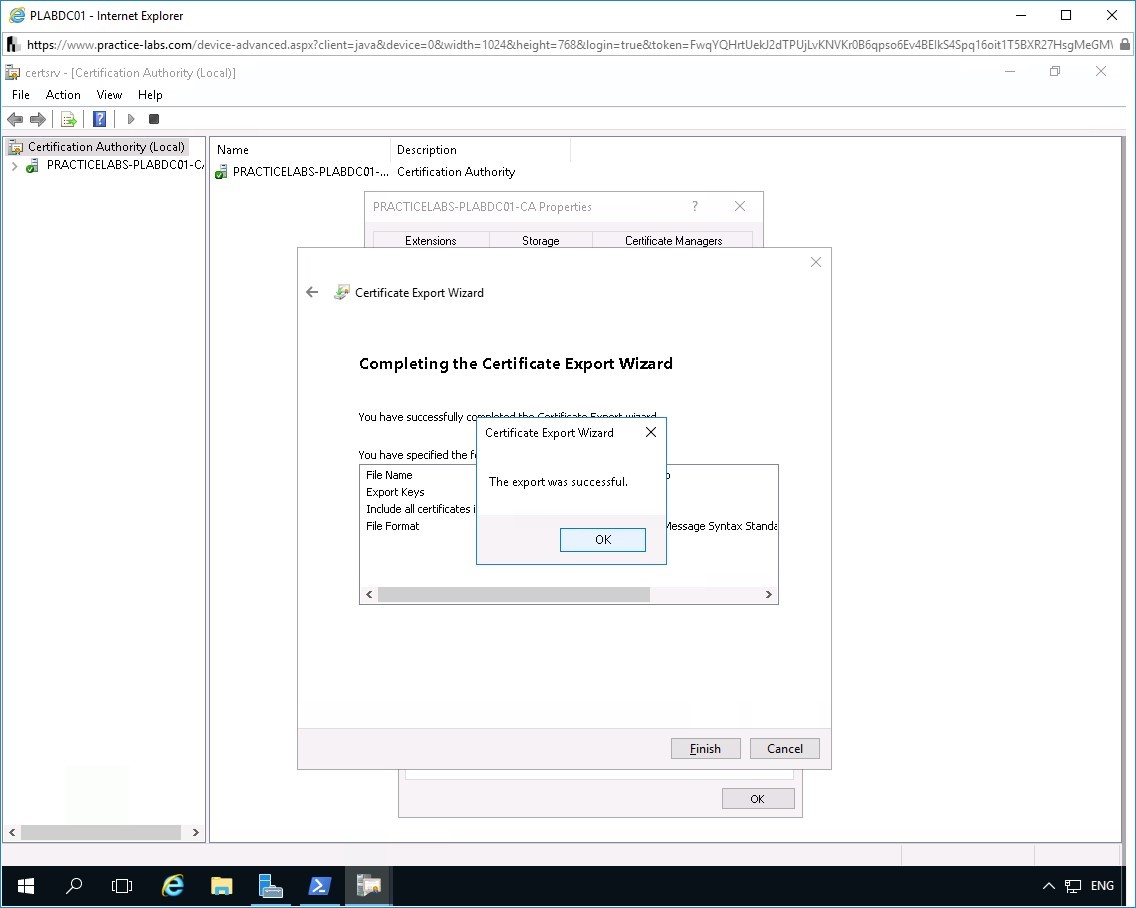 PLABDC01 - Internet Explorer
https://www.practice-labs.com/device-advanced.aspx?client=java&device=0&width=1024&height=768&login=true&token=
certsrv - [Certification Authority (Local)]
File Action View Help
Certification Authority (Local)
PRACTICELABS-PLABDC01-CA
Name Description
PRACTICELABS-PLABDC01-... Certification Authority
PRACTICELABS-PLABDC01-CA Properties ?
Extensions Storage Certificate Managers
Certificate Export Wizard
Completing the Certificate Export Wizard
You have successfully completed the Certificate Export wizard.
You have specified the
Certificate Export Wizard
The export was successful.
OK
File Name
Export Keys
Include all certificates
File Format Message Syntax Standa
Finish Cancel
OK
ENG